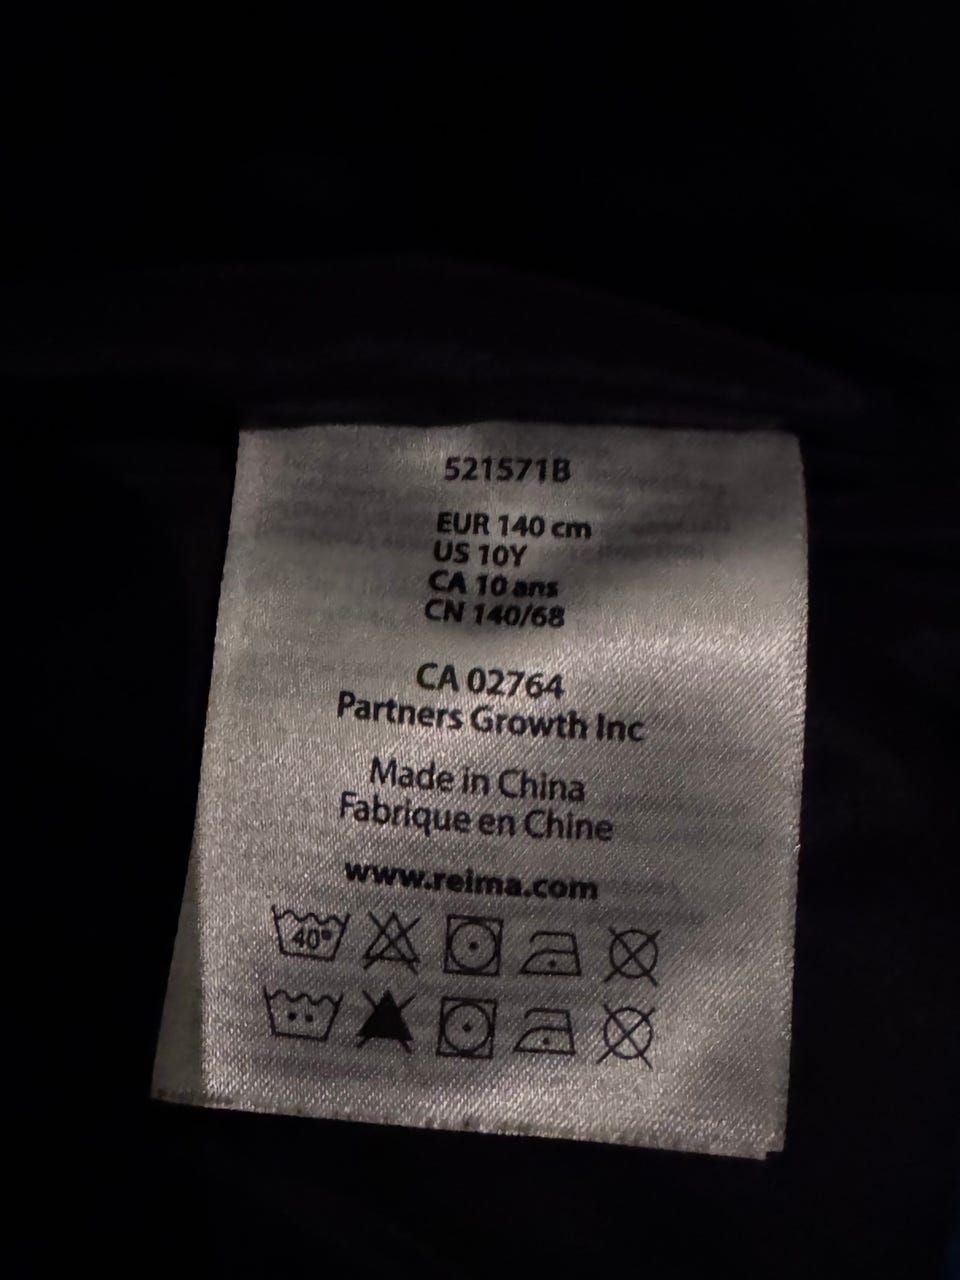 521571B
EUR 140 cm
US 10Y
CA 10 ans
CN 140/68
CA 02764
Partners Growth Inc
Made in China
Fabrique en Chine
www.reima.com
40°